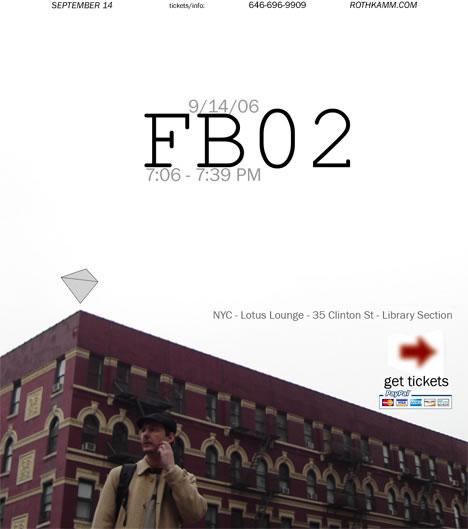 SEPTEMBER 14 tickets/info: 646-696-9909 ROTHKAMM.COM
9/14/06
FB02
7:06 - 7:39 PM
NYC - Lotus Lounge - 35 Clinton St - Library Section
get tickets
PayPal